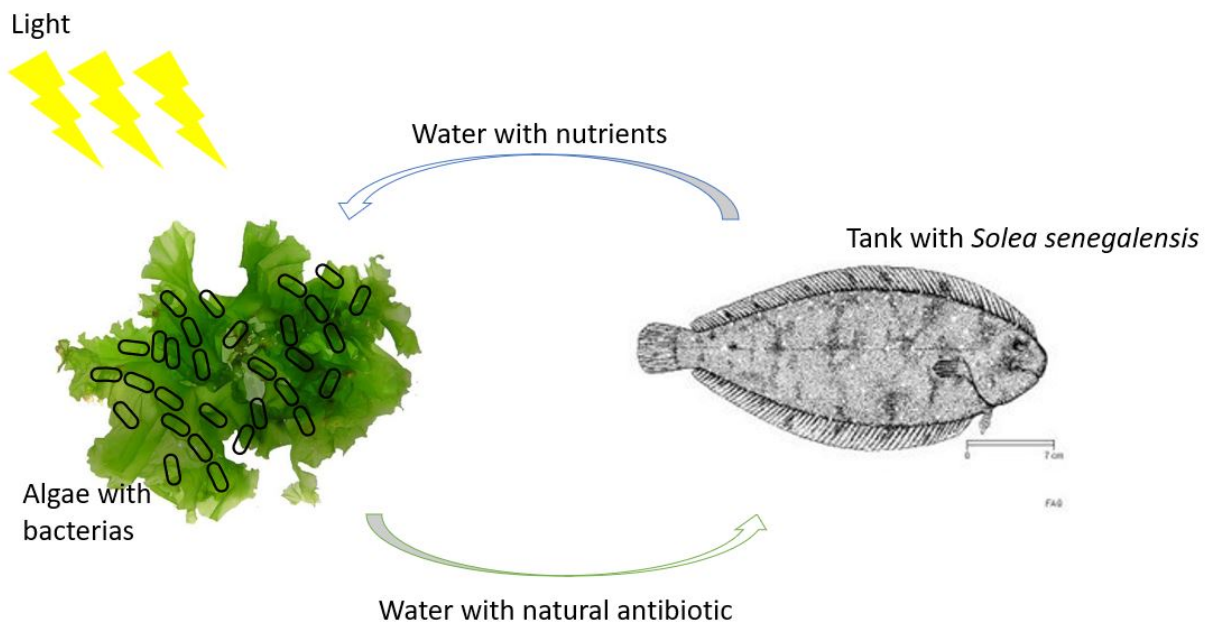 Light
Water with nutrients
Tank with Solea senegalensis
Algae with
bacterias
0 7 cm
FAO
Water with natural antibiotic